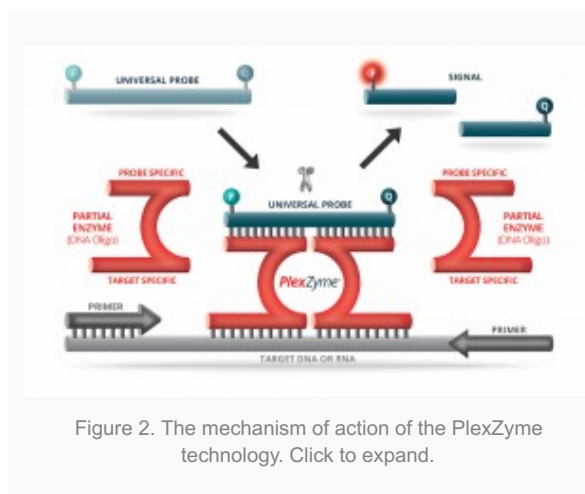 F
UNIVERSAL PROBE
Q
F
SIGNAL
Q
PROBE SPECIFIC
PARTIAL
ENZYME
(DNA Oligo)
TARGET SPECIFIC
F
UNIVERSAL PROBE
Q
PlexZyme®
PROBE SPECIFIC
PARTIAL
ENZYME
(DNA Oligo)
TARGET SPECIFIC
PRIMER
TARGET DNA OR RNA
PRIMER
Figure 2. The mechanism of action of the PlexZyme
technology. Click to expand.